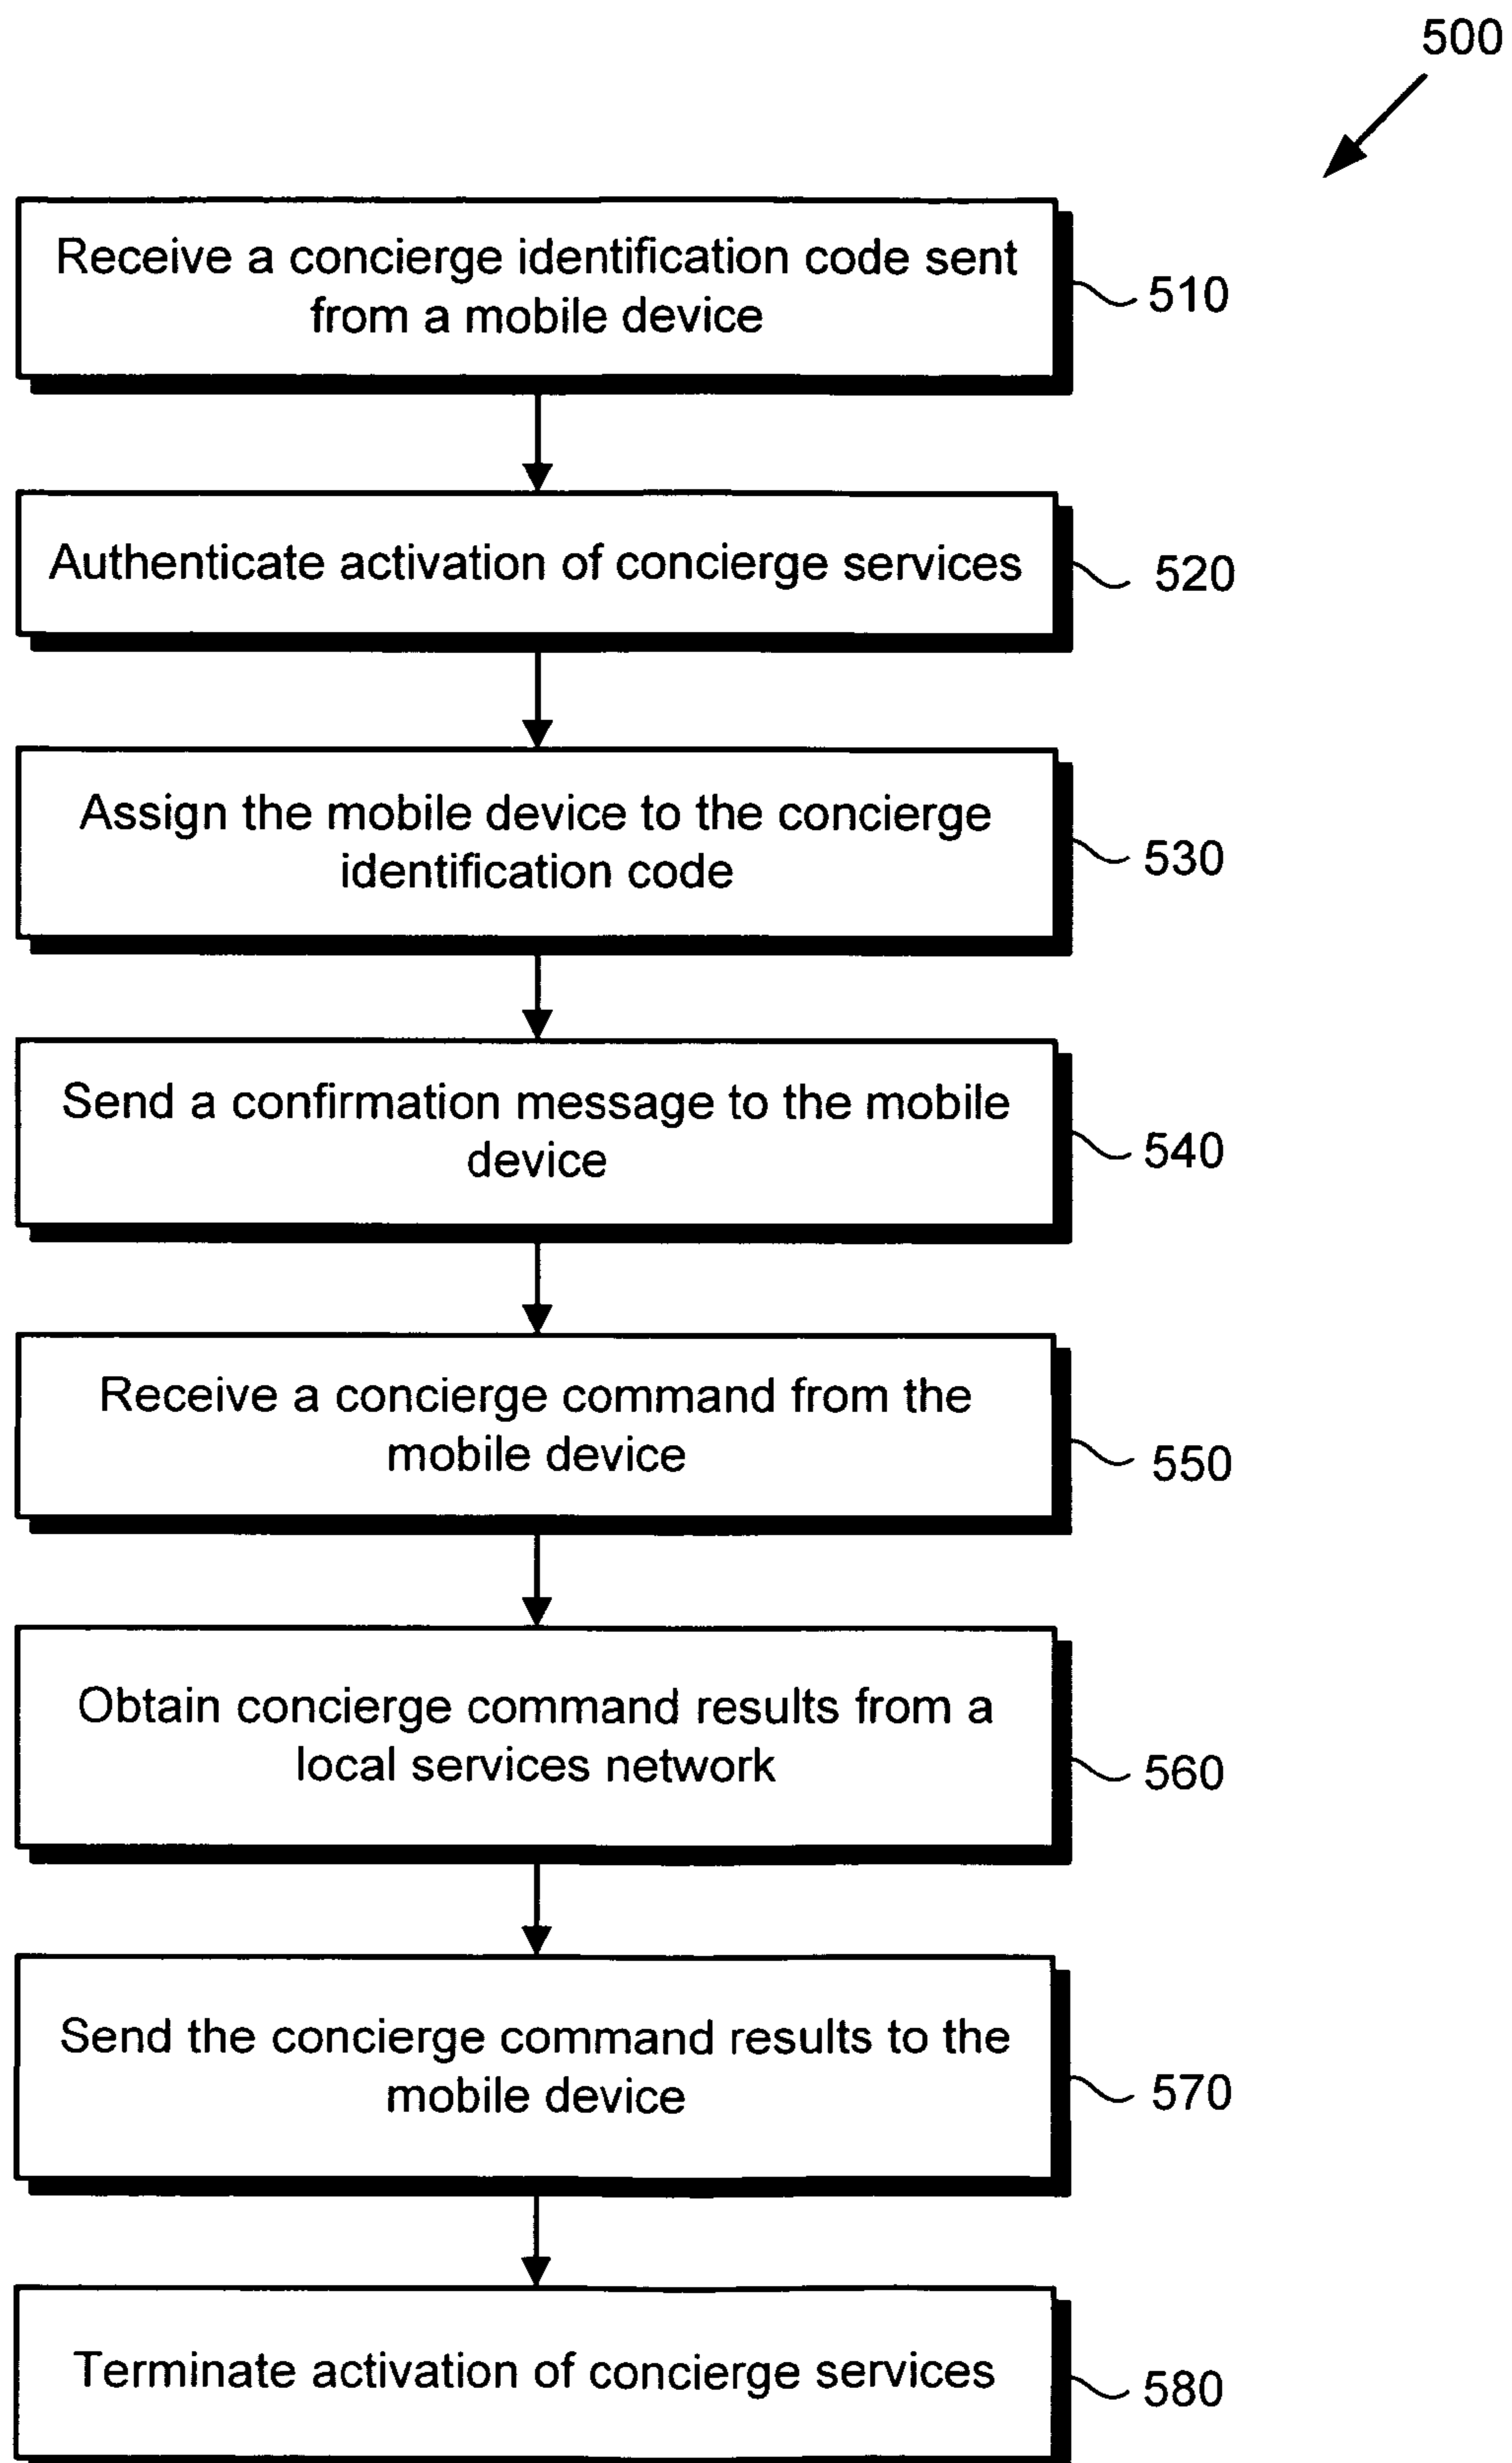 500
Receive a concierge identification code sent
from a mobile device
510
Authenticate activation of concierge services
520
Assign the mobile device to the concierge
identification code
530
Send a confirmation message to the mobile
device
540
Receive a concierge command from the
mobile device
550
Obtain concierge command results from a
local services network
560
Send the concierge command results to the
mobile device
570
Terminate activation of concierge services
580